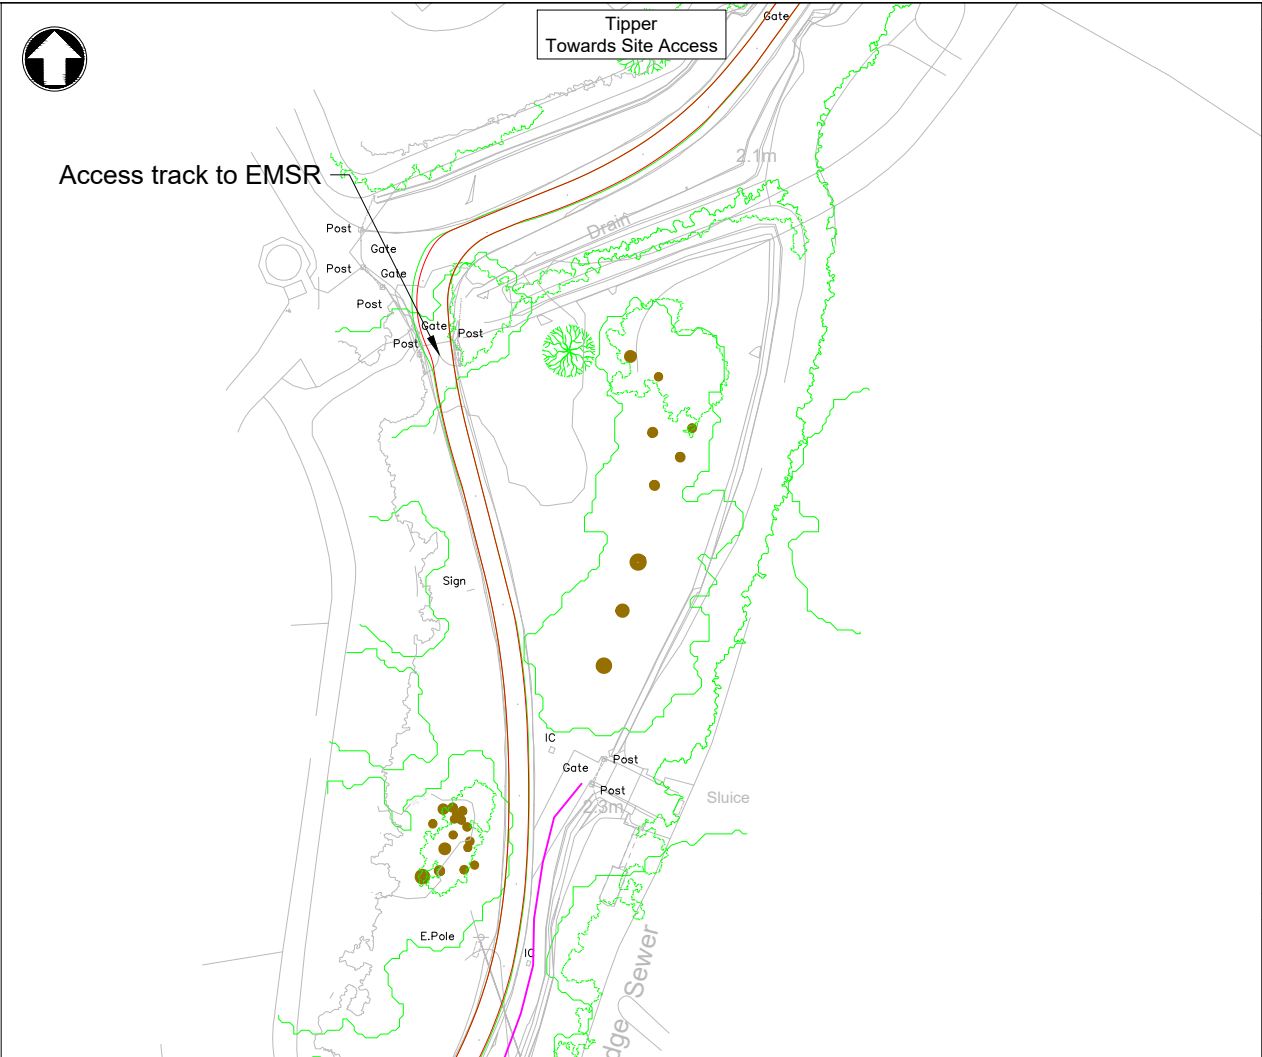 Tipper
Towards Site Access
Gate
2.1m
Access track to EMSR
Drain
Post
Gate
Post
Gate
Post
Gate
Post
Post
Sign
IC
Post
Gate
Post
2.3m
Sluice
E.Pole
IC
dge Sewer